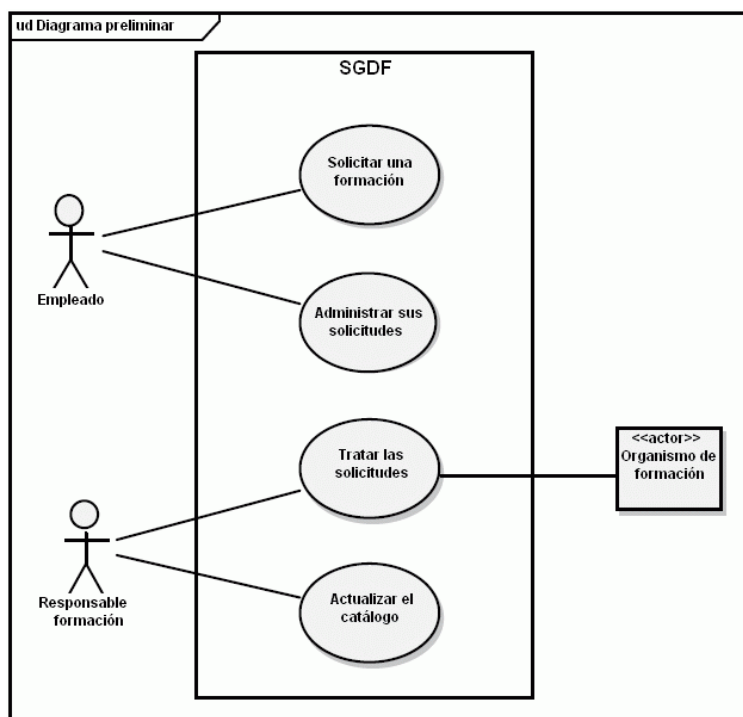 ud Diagrama preliminar
SGDF
Solicitar una
formación
Empleado
Administrar sus
solicitudes
Tratar las
solicitudes
<<actor>>
Organismo de
formación
Responsable
formación
Actualizar el
catálogo